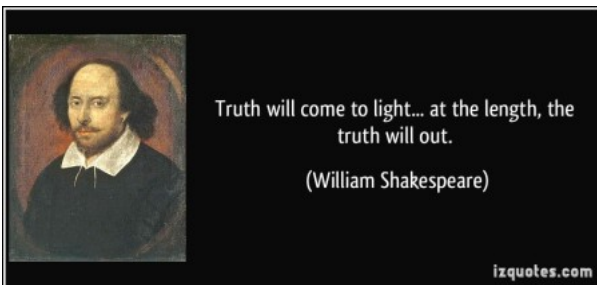 Truth will come to light... at the length, the
truth will out.
(William Shakespeare)
izquotes.com